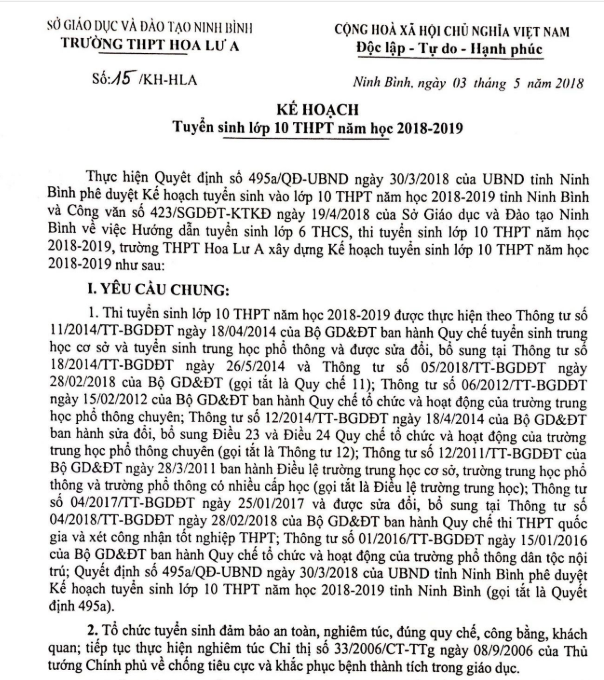 SỞ GIÁO DỤC VÀ ĐÀO TẠO NINH BÌNH
TRƯỜNG THPT HOA LƯ A
Số:15/KH-HLA
CỘNG HOÀ XÃ HỘI CHỦ NGHĨA VIỆT NAM
Độc lập - Tự do - Hạnh phúc
Ninh Bình, ngày 03 tháng 5 năm 2018
KẾ HOẠCH
Tuyển sinh lớp 10 THPT năm học 2018-2019
Thực hiện Quyết định số 495a/QĐ-UBND ngày 30/3/2018 của UBND tỉnh Ninh
Bình phê duyệt Kế hoạch tuyển sinh vào lớp 10 THPT năm học 2018-2019 tỉnh Ninh Bình
và Công văn số 423/SGDĐT-KTKĐ ngày 19/4/2018 của Sở Giáo dục và Đào tạo Ninh
Bình về việc Hướng dẫn tuyển sinh lớp 6 THCS, thi tuyển sinh lớp 10 THPT năm học
2018-2019, trường THPT Hoa Lư A xây dựng Kế hoạch tuyển sinh lớp 10 THPT năm học
2018-2019 như sau:
I. YÊU CẦU CHUNG:
1. Thi tuyển sinh lớp 10 THPT năm học 2018-2019 được thực hiện theo Thông tư số
11/2014/TT-BGDĐT ngày 18/04/2014 của Bộ GD&ĐT ban hành Quy chế tuyển sinh trung
học cơ sở và tuyển sinh trung học phổ thông và được sửa đổi, bổ sung tại Thông tư số
18/2014/TT-BGDĐT ngày 26/5/2014 và Thông tư số 05/2018/TT-BGDĐT ngày
28/02/2018 của Bộ GD&ĐT (gọi tắt là Quy chế 11); Thông tư số 06/2012/TT-BGDĐT
ngày 15/02/2012 của Bộ GD&ĐT ban hành Quy chế tổ chức và hoạt động của trường trung
học phổ thông chuyên; Thông tư số 12/2014/TT-BGDĐT ngày 18/4/2014 của Bộ GD&ĐT
ban hành sửa đổi, bổ sung Điều 23 và Điều 24 Quy chế tổ chức và hoạt động của trường
trung học phổ thông chuyên (gọi tắt là Thông tư 12); Thông tư số 12/2011/TT-BGDĐT của
Bộ GD&ĐT ngày 28/3/2011 ban hành Điều lệ trường trung học cơ sở, trường trung học phổ
thông và trường phổ thông có nhiều cấp học (gọi tắt là Điều lệ trường trung học); Thông tư
số 04/2017/TT-BGDĐT ngày 25/01/2017 và được sửa đổi, bổ sung tại Thông tư số
04/2018/TT-BGDĐT ngày 28/02/2018 của Bộ GD&ĐT ban hành Quy chế thi THPT quốc
gia và xét công nhận tốt nghiệp THPT; Thông tư số 01/2016/TT-BGDĐT ngày 15/01/2016
của Bộ GD&ĐT ban hành Quy chế tổ chức và hoạt động của trường phổ thông dân tộc nội
trú; Quyết định số 495a/QĐ-UBND ngày 30/3/2018 của UBND tỉnh Ninh Bình phê duyệt
Kế hoạch tuyển sinh lớp 10 THPT năm học 2018-2019 tỉnh Ninh Bình (gọi tắt là Quyết
định 495a).
2. Tổ chức tuyển sinh đảm bảo an toàn, nghiêm túc, đúng quy chế, công bằng, khách
quan; tiếp tục thực hiện nghiêm túc Chỉ thị số 33/2006/CT-TTg ngày 08/9/2006 của Thủ
tướng Chính phủ về chống tiêu cực và khắc phục bệnh thành tích trong giáo dục.